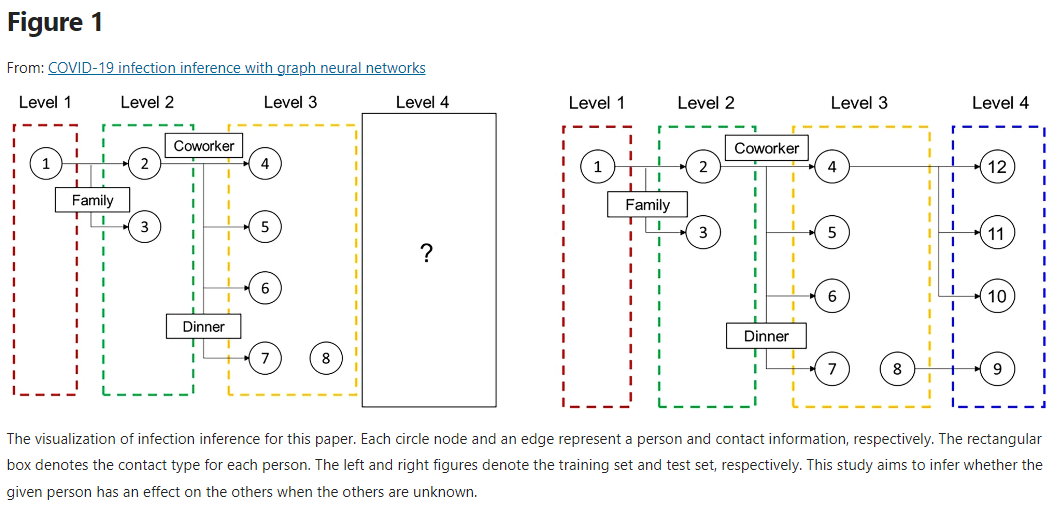 Figure 1
From: COVID-19 infection inference with graph neural networks
Level 1 Level 2 Level 3 Level 4
Coworker
1 2 4
Family
3 5
?
6
Dinner
7 8
Level 1 Level 2 Level 3 Level 4
Coworker
1 2 4 12
Family
3 5 11
6 10
Dinner
7 8 9
The visualization of infection inference for this paper. Each circle node and an edge represent a person and contact information, respectively. The rectangular
box denotes the contact type for each person. The left and right figures denote the training set and test set, respectively. This study aims to infer whether the
given person has an effect on the others when the others are unknown.